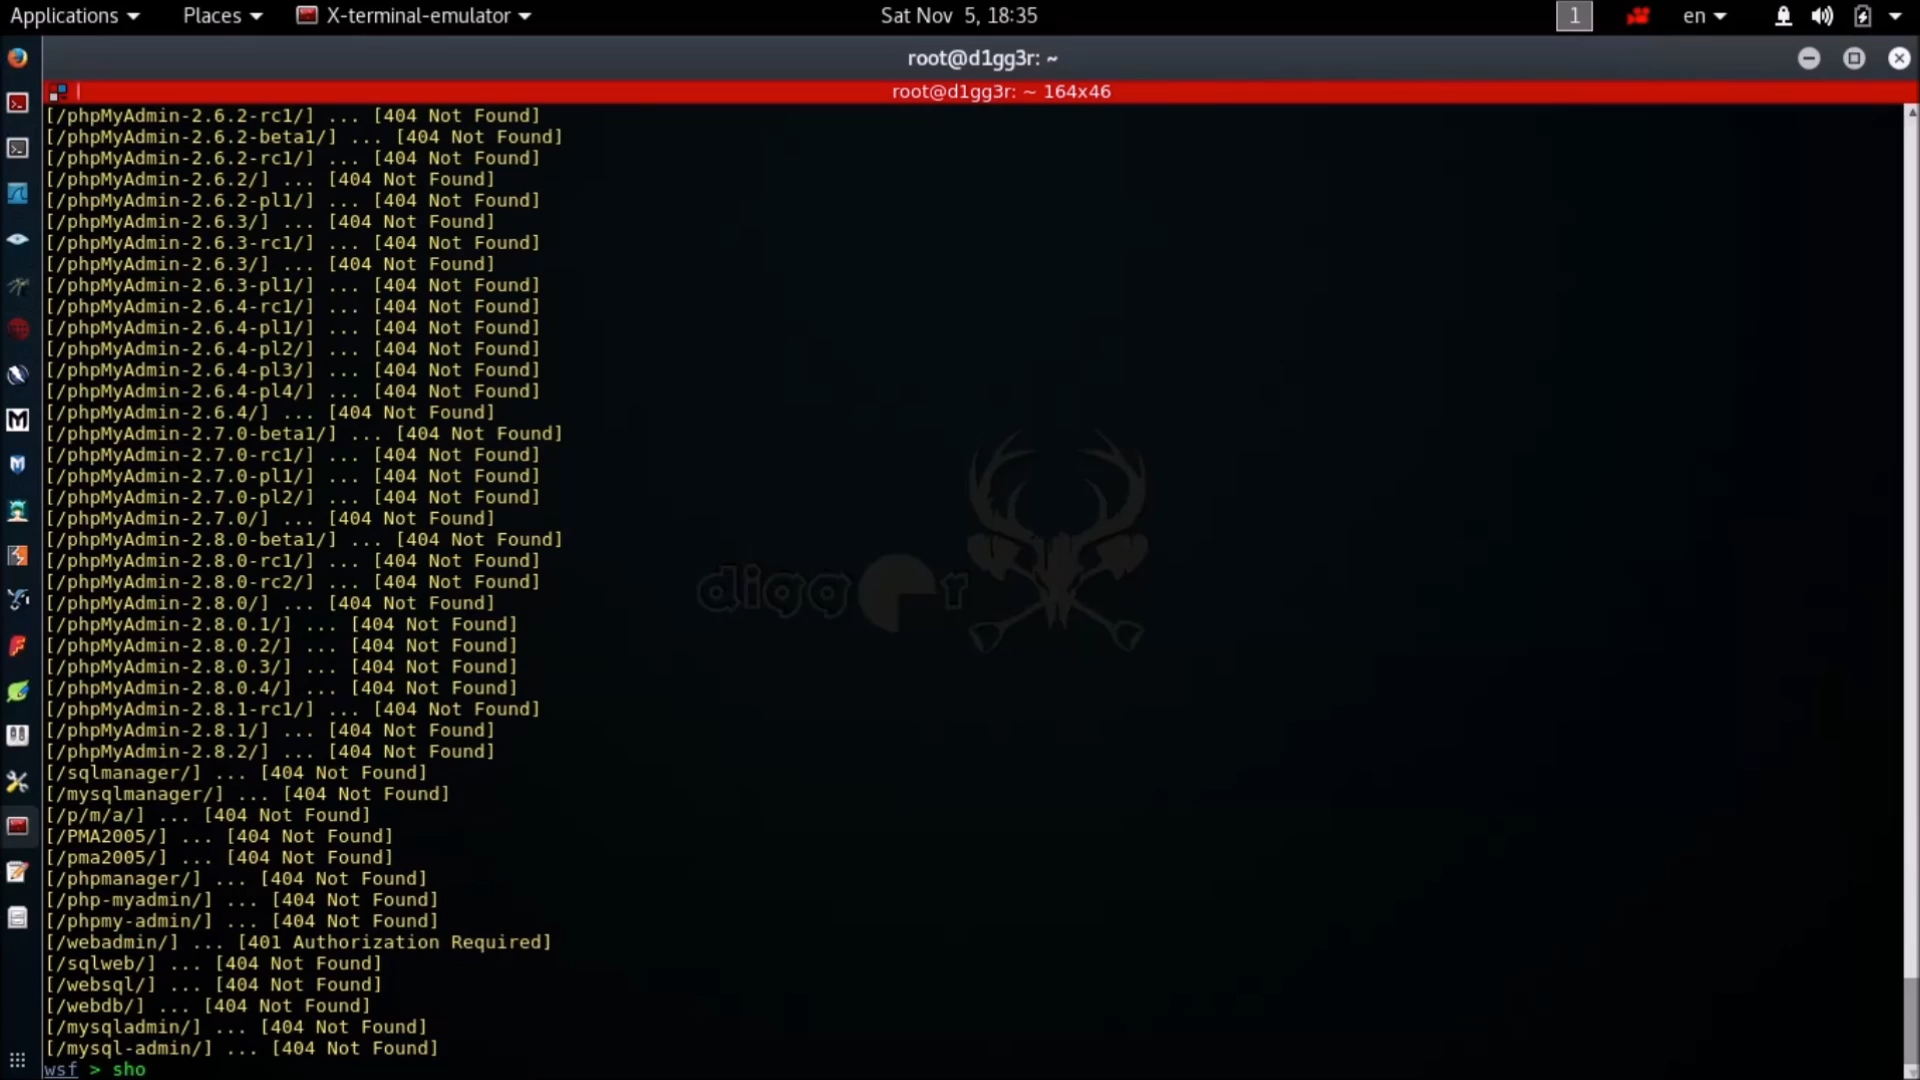 Applications Places X-terminal-emulator Sat Nov 5, 18:35 1 en
root@d1gg3r: ~
root@d1gg3r: ~ 164x46
[/phpMyAdmin-2.6.2-rc1/] ... [404 Not Found]
[/phpMyAdmin-2.6.2-beta1/] ... [404 Not Found]
[/phpMyAdmin-2.6.2-rc1/] ... [404 Not Found]
[/phpMyAdmin-2.6.2/] ... [404 Not Found]
[/phpMyAdmin-2.6.2-pl1/] ... [404 Not Found]
[/phpMyAdmin-2.6.3/] ... [404 Not Found]
[/phpMyAdmin-2.6.3-rc1/] ... [404 Not Found]
[/phpMyAdmin-2.6.3/] ... [404 Not Found]
[/phpMyAdmin-2.6.3-pl1/] ... [404 Not Found]
[/phpMyAdmin-2.6.4-rc1/] ... [404 Not Found]
[/phpMyAdmin-2.6.4-pl1/] ... [404 Not Found]
[/phpMyAdmin-2.6.4-pl2/] ... [404 Not Found]
[/phpMyAdmin-2.6.4-pl3/] ... [404 Not Found]
[/phpMyAdmin-2.6.4-pl4/] ... [404 Not Found]
[/phpMyAdmin-2.6.4/] ... [404 Not Found]
[/phpMyAdmin-2.7.0-beta1/] ... [404 Not Found]
[/phpMyAdmin-2.7.0-rc1/] ... [404 Not Found]
[/phpMyAdmin-2.7.0-pl1/] ... [404 Not Found]
[/phpMyAdmin-2.7.0-pl2/] ... [404 Not Found]
[/phpMyAdmin-2.7.0/] ... [404 Not Found]
[/phpMyAdmin-2.8.0-beta1/] ... [404 Not Found]
[/phpMyAdmin-2.8.0-rc1/] ... [404 Not Found]
[/phpMyAdmin-2.8.0-rc2/] ... [404 Not Found]
[/phpMyAdmin-2.8.0/] ... [404 Not Found]
[/phpMyAdmin-2.8.0.1/] ... [404 Not Found]
[/phpMyAdmin-2.8.0.2/] ... [404 Not Found]
[/phpMyAdmin-2.8.0.3/] ... [404 Not Found]
[/phpMyAdmin-2.8.0.4/] ... [404 Not Found]
[/phpMyAdmin-2.8.1-rc1/] ... [404 Not Found]
[/phpMyAdmin-2.8.1/] ... [404 Not Found]
[/phpMyAdmin-2.8.2/] ... [404 Not Found]
[/sqlmanager/] ... [404 Not Found]
[/mysqlmanager/] ... [404 Not Found]
[/p/m/a/] ... [404 Not Found]
[/PMA2005/] ... [404 Not Found]
[/pma2005/] ... [404 Not Found]
[/phpmanager/] ... [404 Not Found]
[/php-myadmin/] ... [404 Not Found]
[/phpmy-admin/] ... [404 Not Found]
[/webadmin/] ... [401 Authorization Required]
[/sqlweb/] ... [404 Not Found]
[/websql/] ... [404 Not Found]
[/webdb/] ... [404 Not Found]
[/mysqladmin/] ... [404 Not Found]
[/mysql-admin/] ... [404 Not Found]
wsf > sho
digg r